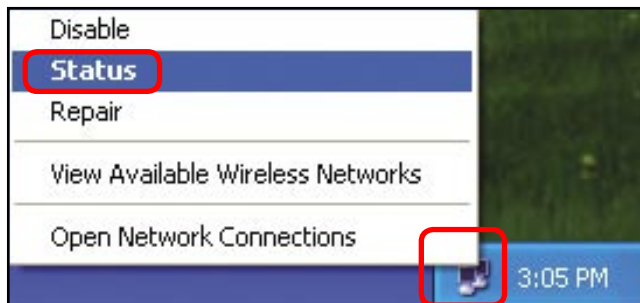 Disable
Status
Repair
View Available Wireless Networks
Open Network Connections
3:05 PM